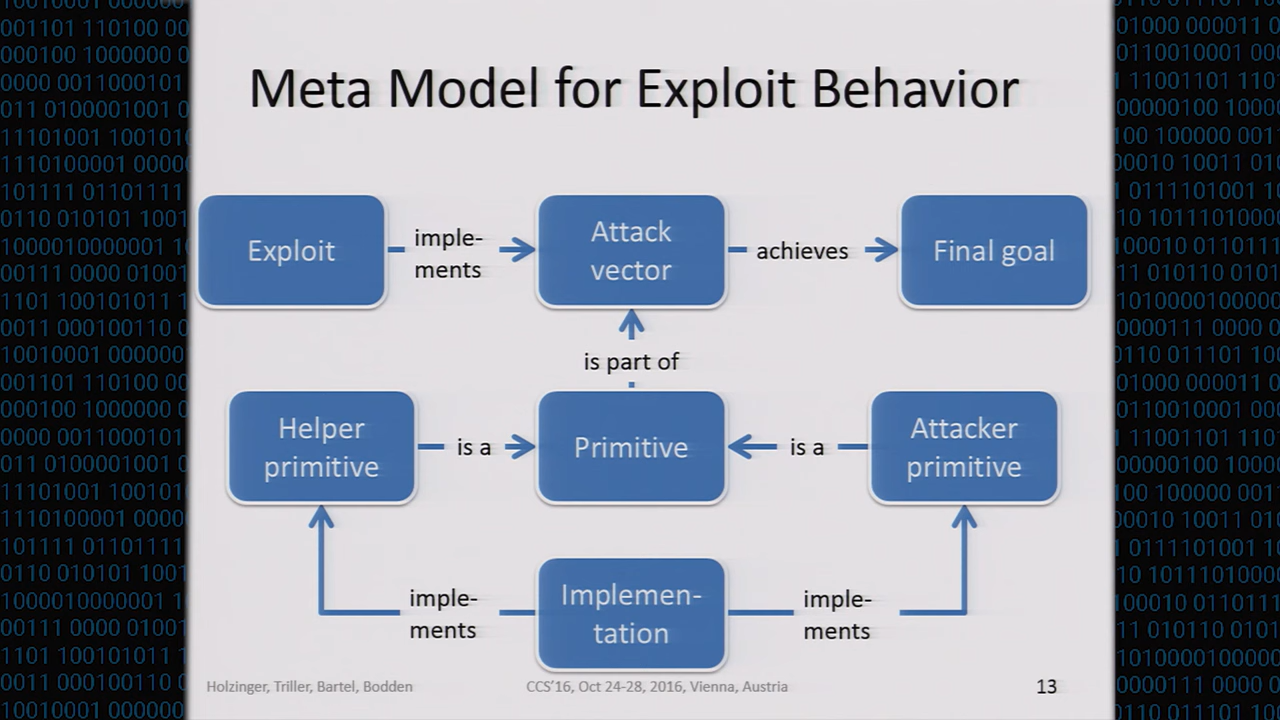 Meta Model for Exploit Behavior
Exploit
imple-
ments
Attack
vector
achieves
Final goal
is part of
Helper
primitive
is a
Primitive
is a
Attacker
primitive
imple-
ments
Implemen-
tation
imple-
ments
Holzinger, Triller, Bartel, Bodden
CCS'16, Oct 24-28, 2016, Vienna, Austria
13